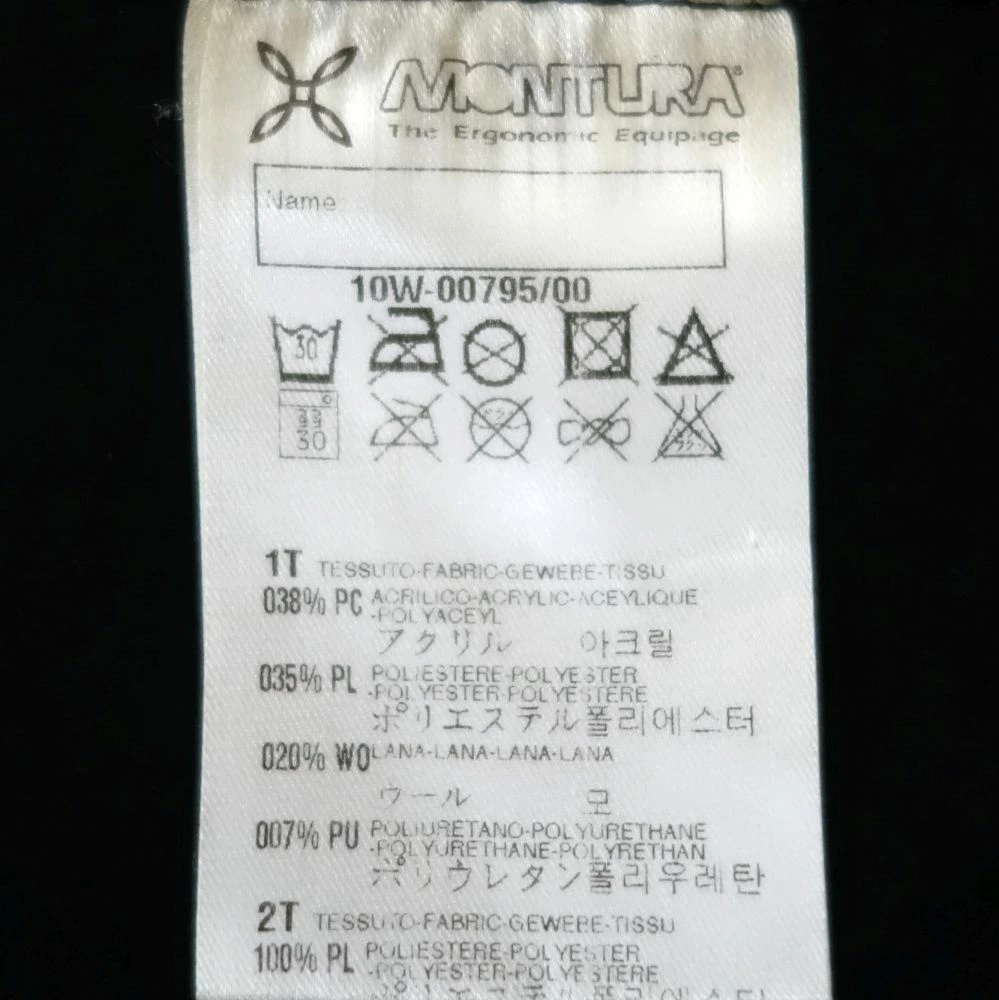 MONTURA®
The Ergonomic Equipage
Name
10W-00795/00
30
30
1T TESSUTO-FABRIC-GEWEBE-TISSU
038% PC ACRILICO-ACRYLIC-ACEYLIQUE
-POLYACEYL
アクリル 아크릴
035% PL POLIESTERE-POLYESTER
-POLYESTER-POLYESTERE
ポリエステル 폴리에스터
020% WO LANA-LANA-LANA-LANA
ウール 모
007% PU POLIURETANO-POLYURETHANE
-POLYURETHANE-POLYRETHAN
ポリウレタン 폴리우레탄
2T TESSUTO-FABRIC-GEWEBE-TISSU
100% PL POLIESTERE-POLYESTER
-POLYESTER-POLYESTERE